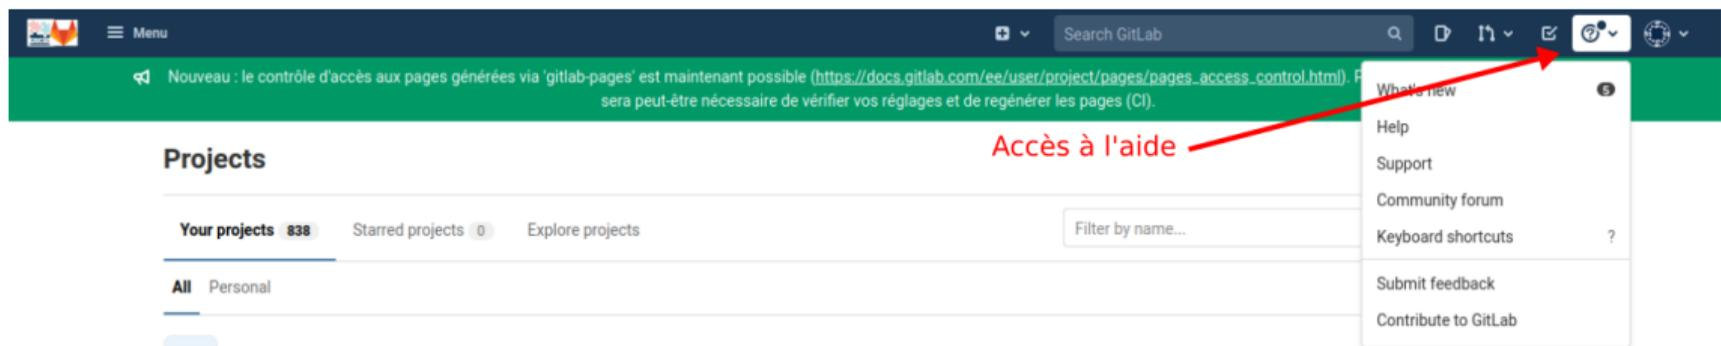 Menu
Search GitLab
Nouveau : le contrôle d'accès aux pages générées via 'gitlab-pages' est maintenant possible (https://docs.gitlab.com/ee/user/project/pages/pages_access_control.html).
sera peut-être nécessaire de vérifier vos réglages et de regénérer les pages (CI).
What's new 5
Help
Support
Community forum
Keyboard shortcuts ?
Submit feedback
Contribute to GitLab
Accès à l'aide
Projects
Your projects 838 Starred projects 0 Explore projects
Filter by name...
All Personal